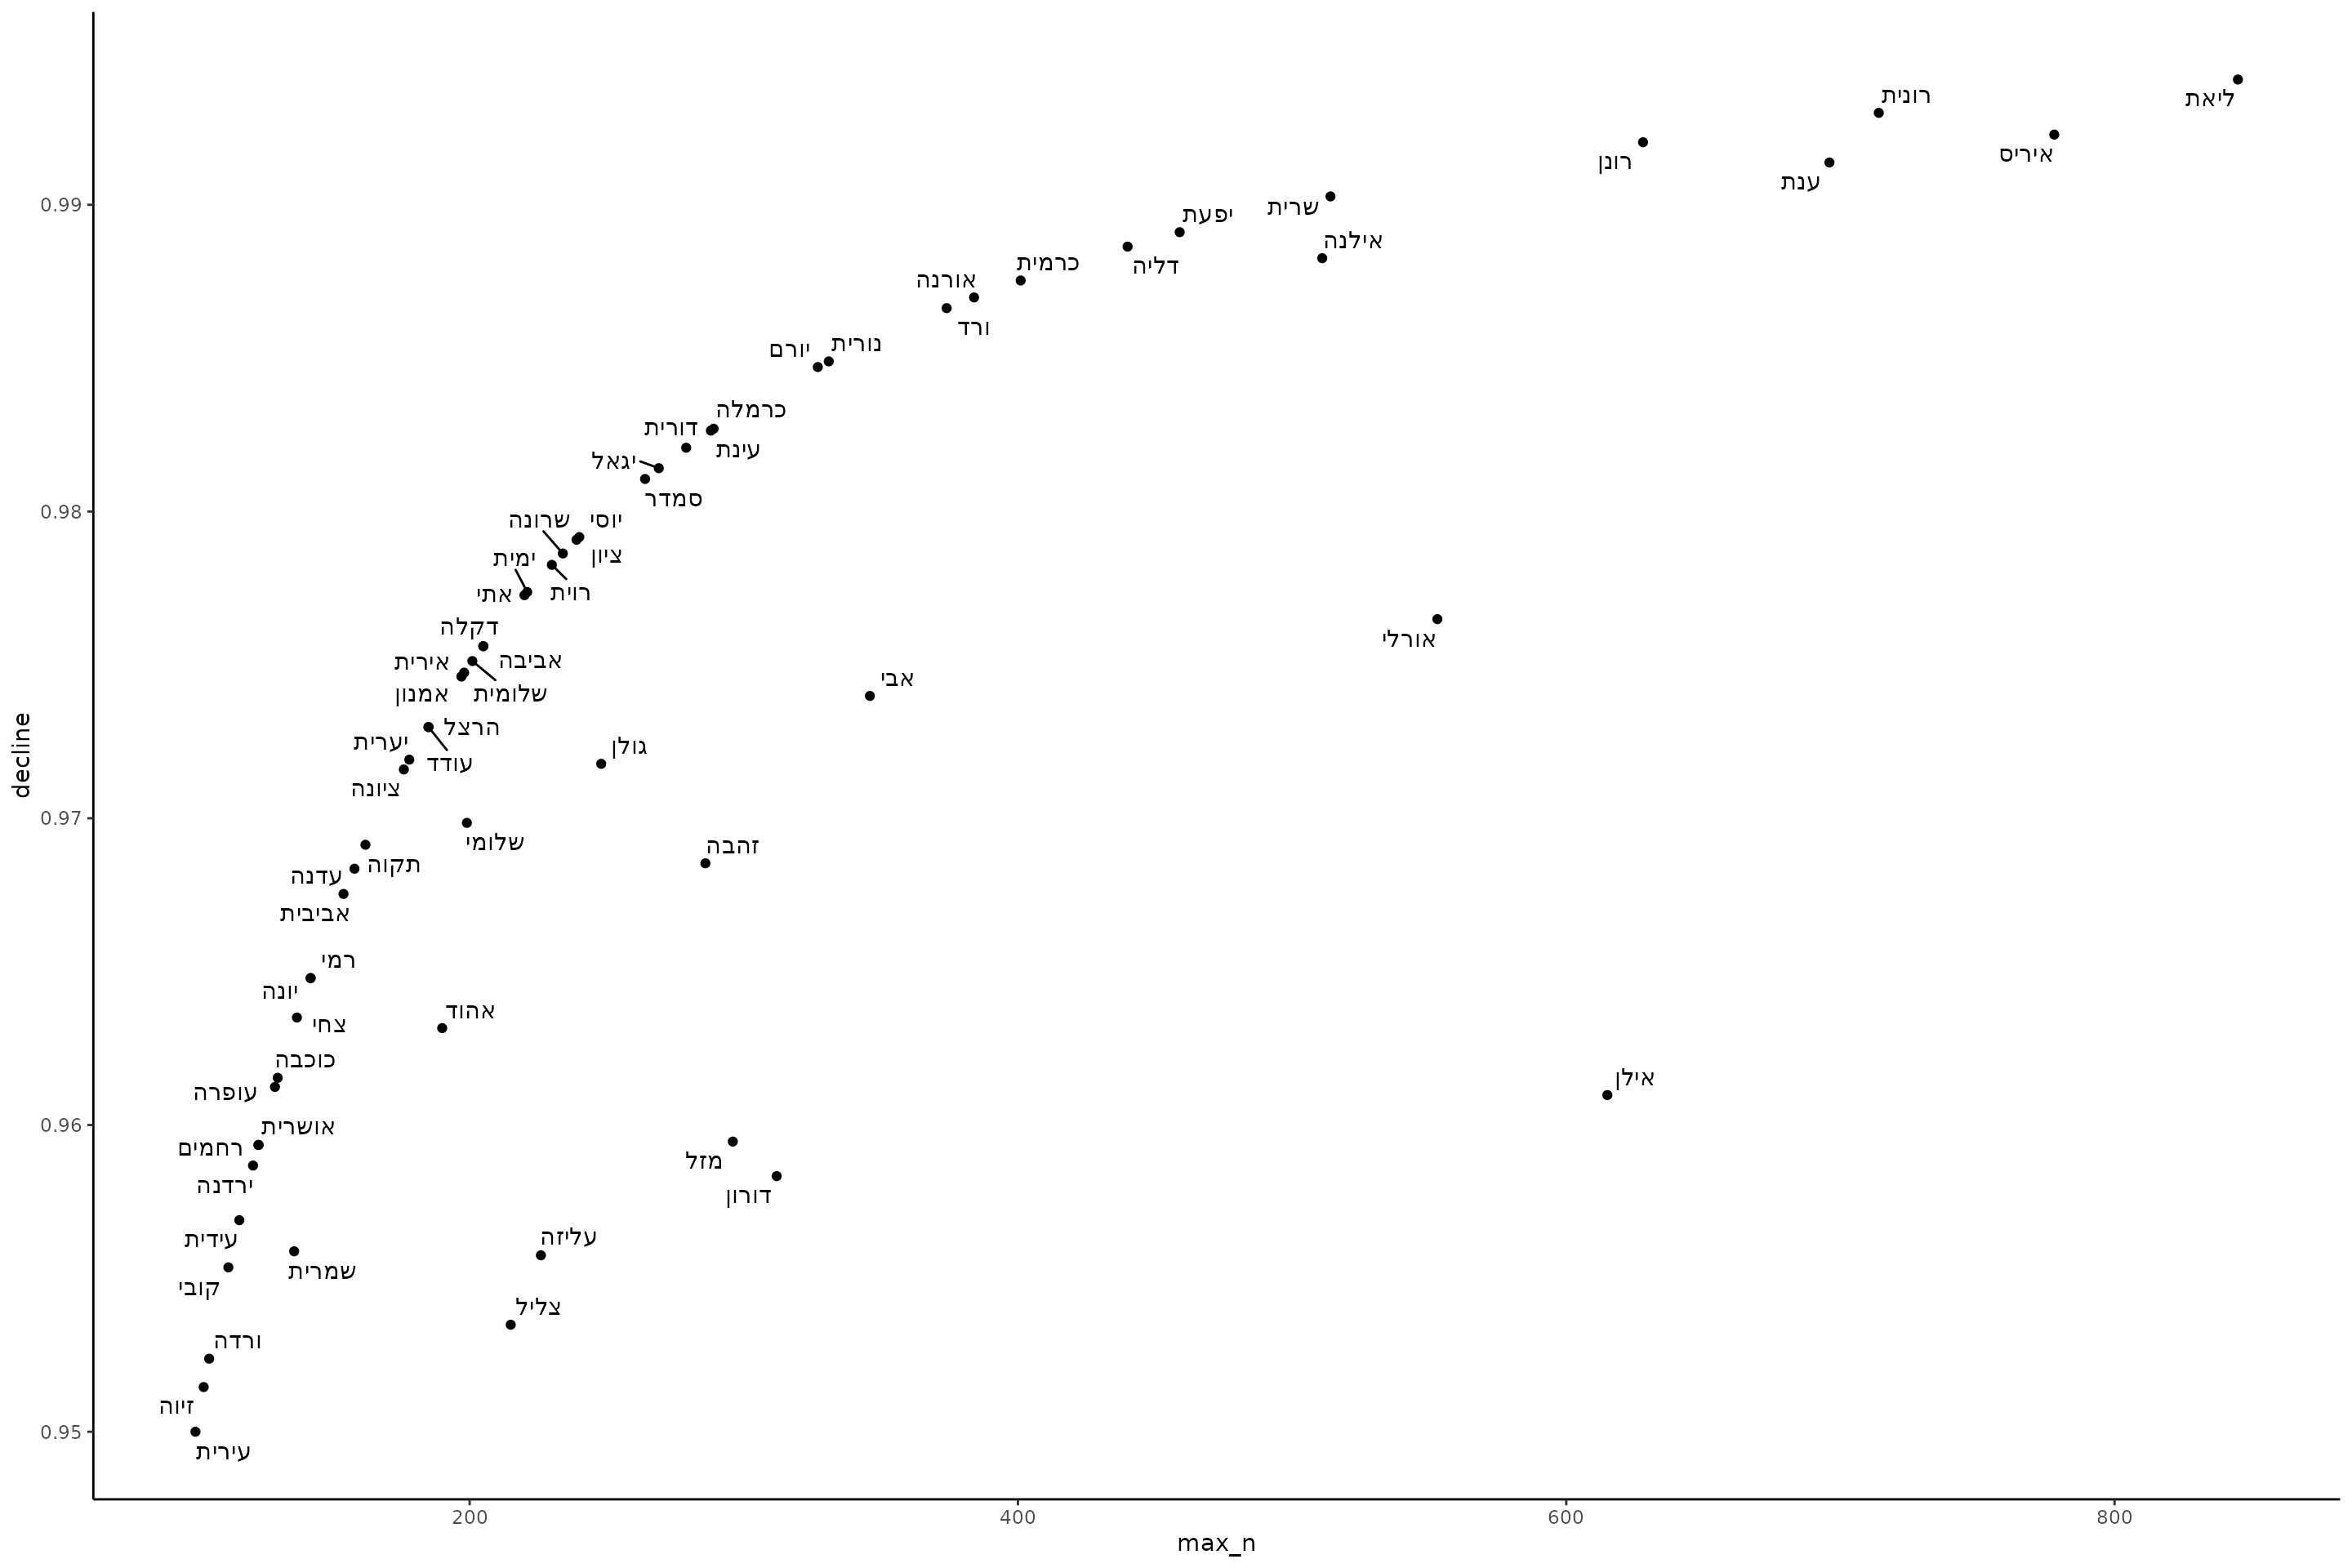 רונית
ליאת
רונן
איריס
ענת
0.99
שרית
יפעת
אילנה
כרמית
דליה
אורנה
ורד
נורית
יורם
כרמלה
דורית
עינת
יגאל
סמדר
0.98
שרונה
יוסי
ציון
ימית
אתי
רוית
דקלה
אורלי
אירית
אביבה
אבי
אמנון
שלומית
הרצל
יערית
גולן
עודד
ציונה
decline
0.97
שלומי
זהבה
תקוה
עדנה
אביבית
רמי
יונה
אהוד
צחי
כוכבה
עופרה
אילן
0.96
אושרית
רחמים
מזל
ירדנה
דורון
עידית
עליזה
שמרית
קובי
צליל
ורדה
זיוה
0.95
עירית
200
400
600
800
max_n